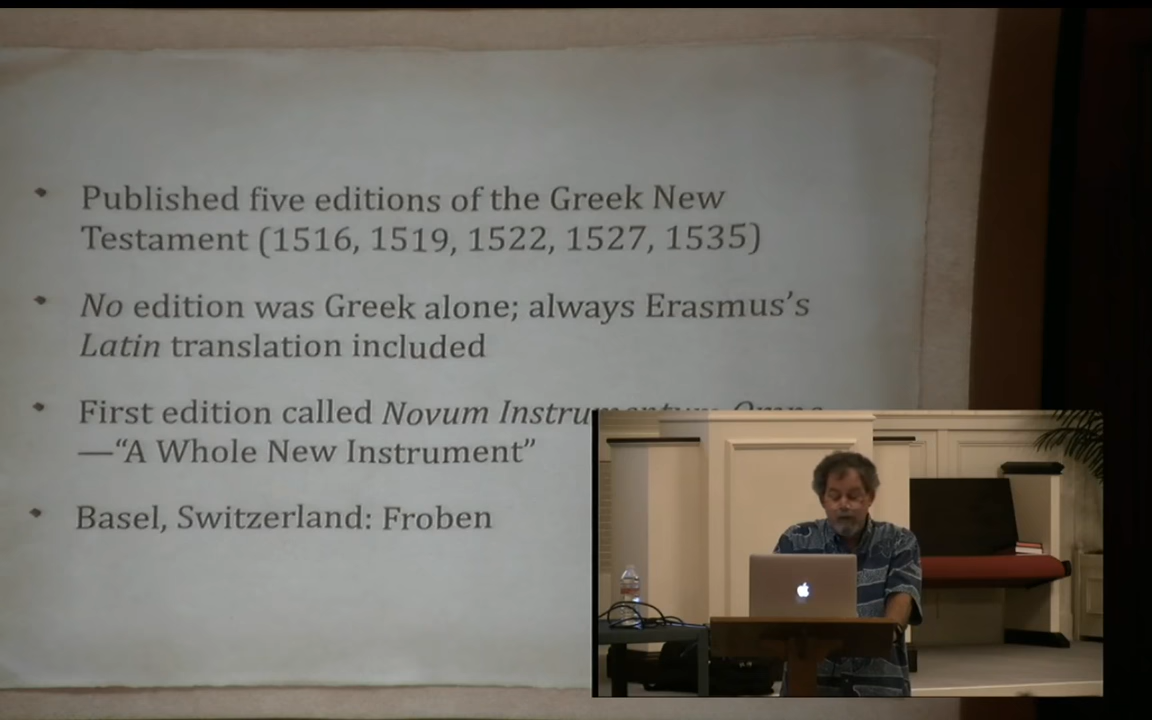 Published five editions of the Greek New
Testament (1516, 1519, 1522, 1527, 1535)
No edition was Greek alone; always Erasmus's
Latin translation included
First edition called Novum
—“A Whole New Instrument”
Basel, Switzerland: Froben